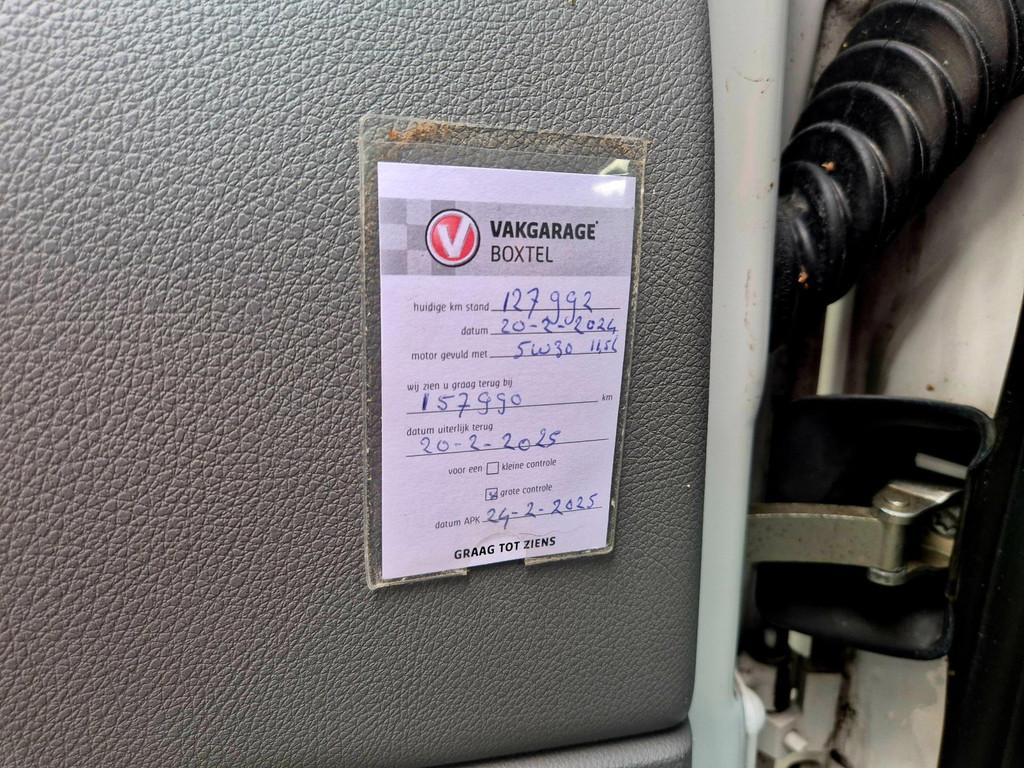 V
VAKGARAGE
BOXTEL
huidige km stand 127992
datum 20-2-2024
motor gevuld met 5w30 11,5L
wij zien u graag terug bij
157990 km
datum uiterlijk terug
20-2-2025
voor een kleine controle
grote controle
datum APK 24-2-2025
GRAAG TOT ZIENS